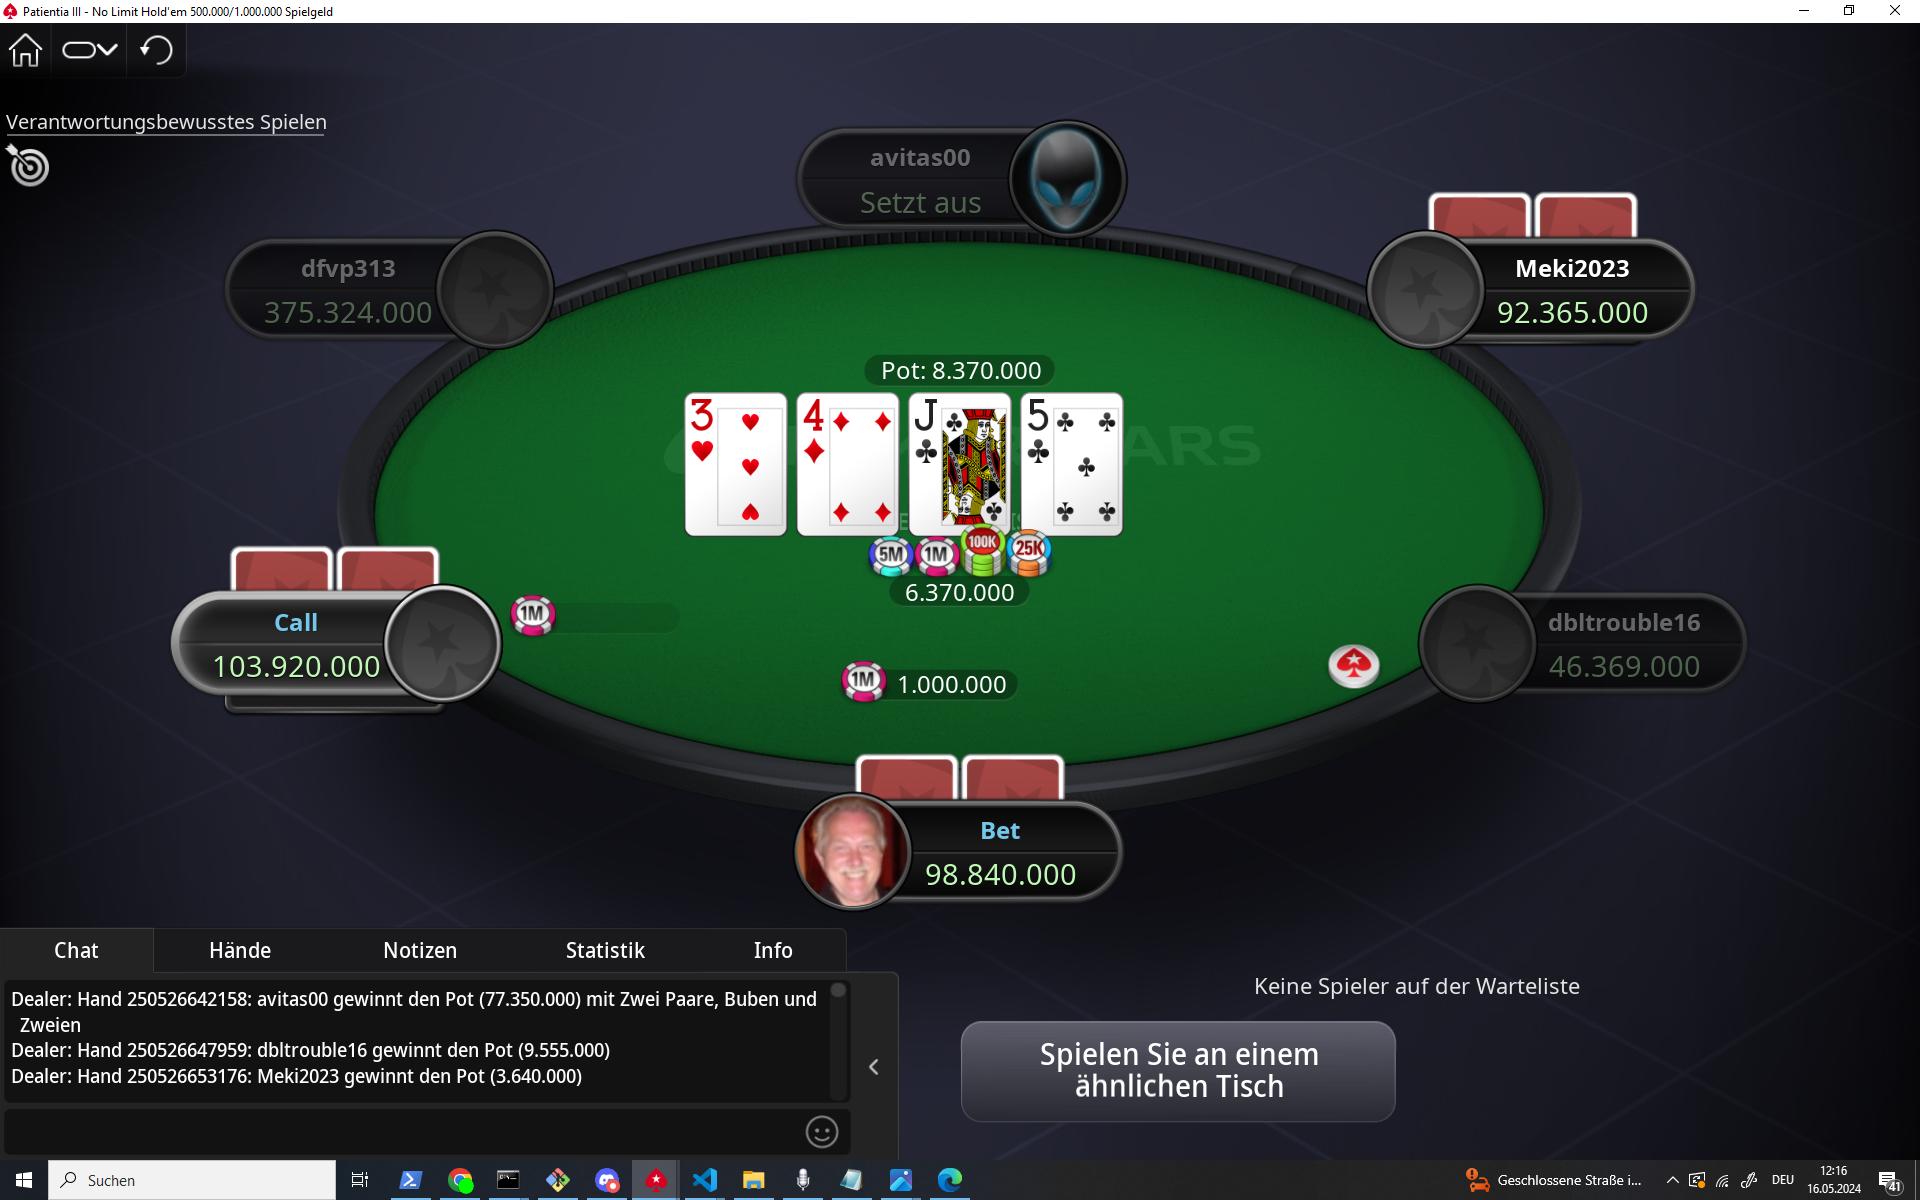 Patientia III - No Limit Hold'em 500.000/1.000.000 Spielgeld
Verantwortungsbewusstes Spielen
avitas00
Setzt aus
dfvp313
375.324.000
Meki2023
92.365.000
Pot: 8.370.000
3
4
J
5
ARS
5M
1M
100K
25K
6.370.000
Call
103.920.000
1M
1M
1.000.000
dbltrouble16
46.369.000
Bet
98.840.000
Chat
Hände
Notizen
Statistik
Info
Dealer: Hand 250526642158: avitas00 gewinnt den Pot (77.350.000) mit Zwei Paare, Buben und
Zweien
Dealer: Hand 250526647959: dbltrouble16 gewinnt den Pot (9.555.000)
Dealer: Hand 250526653176: Meki2023 gewinnt den Pot (3.640.000)
Keine Spieler auf der Warteliste
Spielen Sie an einem
ähnlichen Tisch
Suchen
Geschlossene Straße i...
DEU
12:16
16.05.2024
41